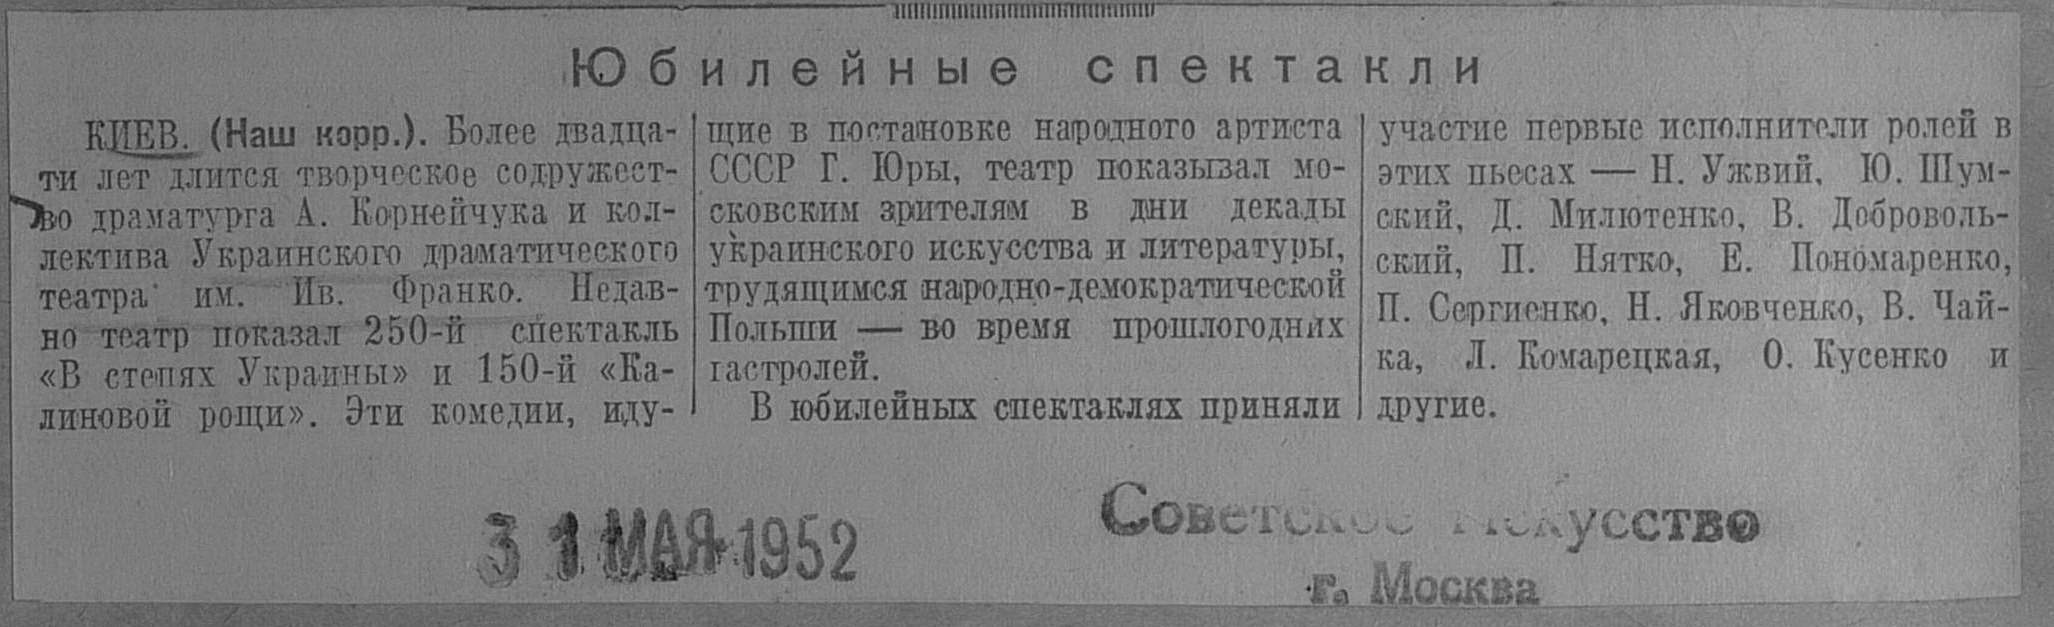 Юбилейные спектакли
КИЕВ. (Наш корр.). Более двадца-
ти лет длится творческое содружест-
во драматурга А. Корнейчука и кол-
лектива Украинского драматического
театра им. Ив. Франко. Недав-
но театр показал 250-й спектакль
«В степях Украины» и 150-й «Ка-
линовой рощи». Эти комедии, иду-
щие в постановке народного артиста
СССР Г. Юры, театр показывал мо-
сковским зрителям в дни декады
украинского искусства и литературы,
трудящимся народно-демократической
Польши — во время прошлогодних
гастролей.
В юбилейных спектаклях приняли
участие первые исполнители ролей в
этих пьесах — Н. Ужвий, Ю. Шум-
ский, Д. Милютенко, В. Доброволь-
ский, П. Нятко, Е. Пономаренко,
П. Сергиенко, Н. Яковченко, В. Чай-
ка, Л. Комарецкая, О. Кусенко и
другие.
31 МАЯ 1952
Советское Искусство
г. Москва